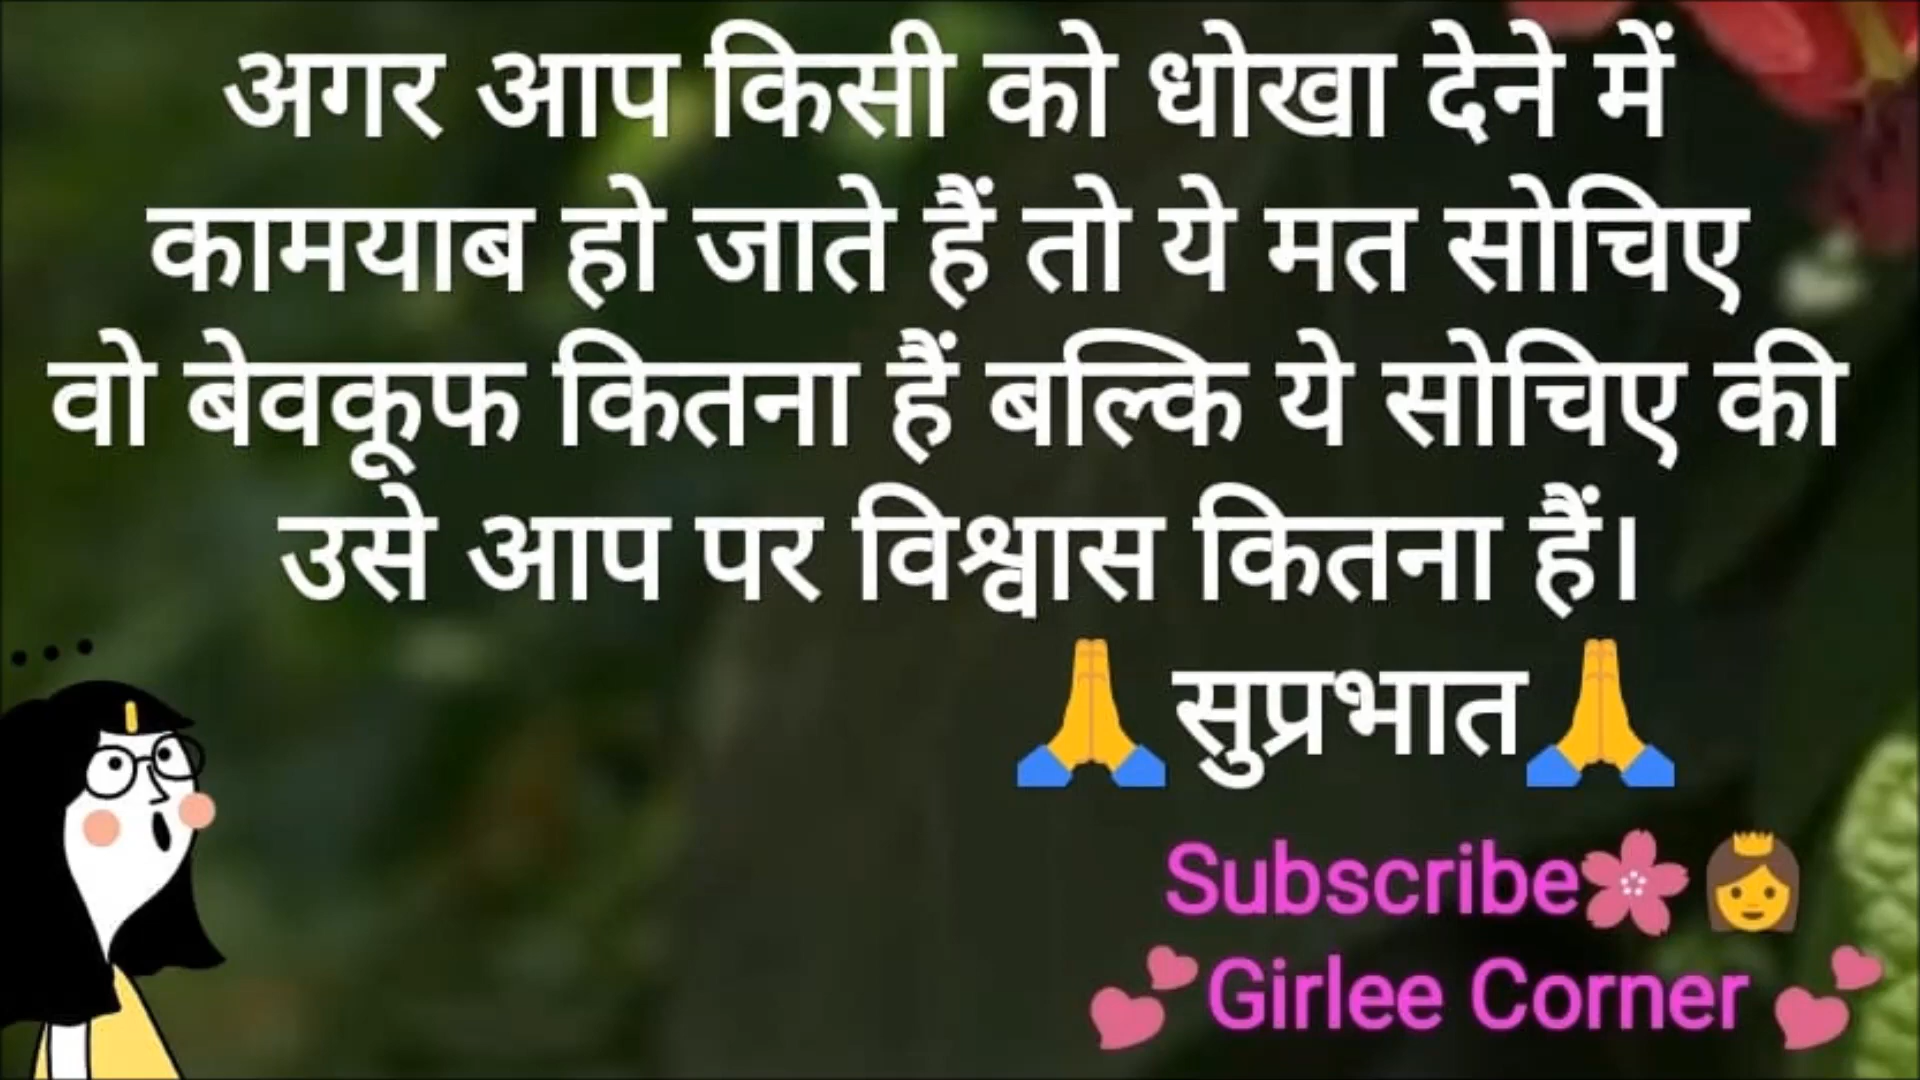 अगर आप किसी को धोखा देने में
कामयाब हो जाते हैं तो ये मत सोचिए
वो बेवकूफ कितना हैं बल्कि ये सोचिए की
उसे आप पर विश्वास कितना हैं।
🙏सुप्रभात🙏
Subscribe🌸👸
💕Girlee Corner 💕